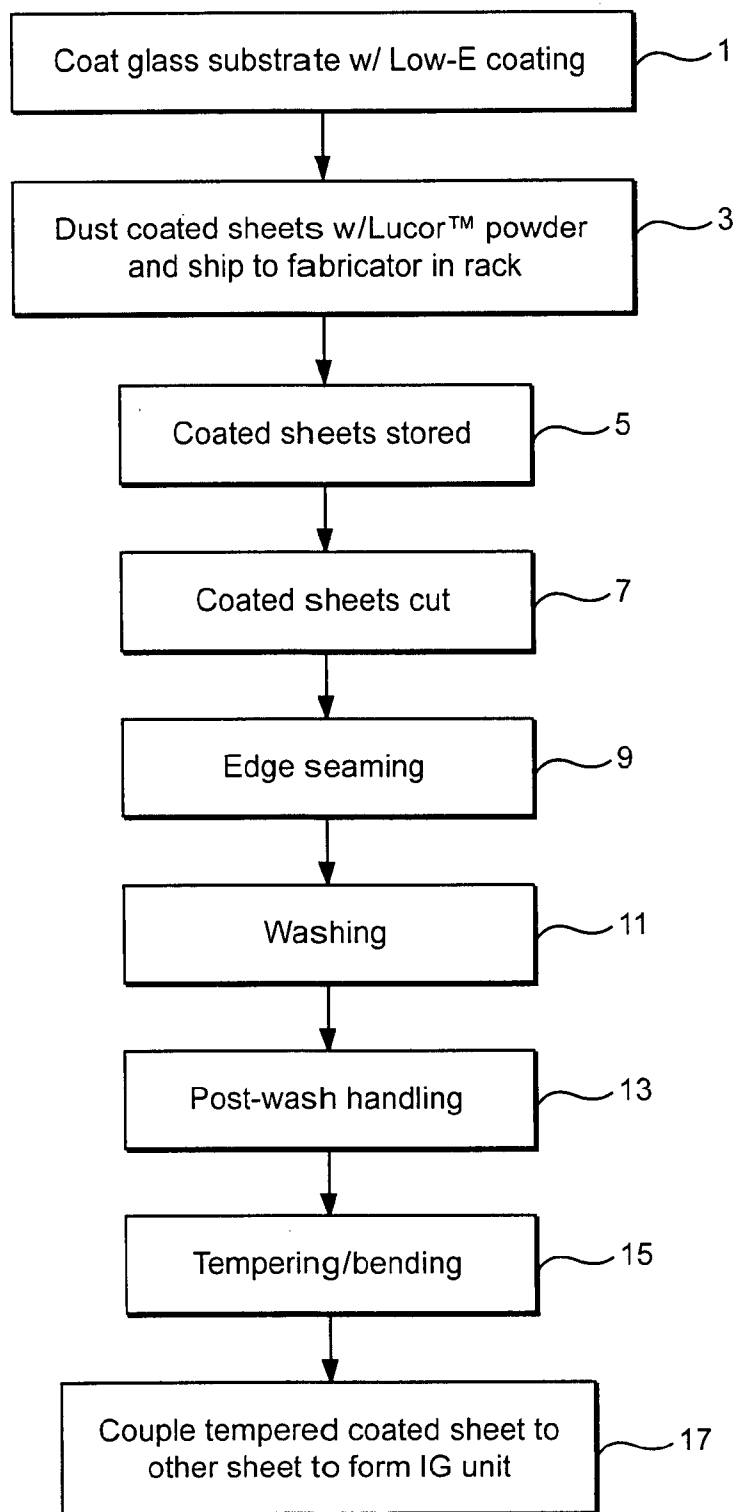 Coat glass substrate w/ Low-E coating
1
Dust coated sheets w/Lucor™ powder
and ship to fabricator in rack
3
Coated sheets stored
5
Coated sheets cut
7
Edge seaming
9
Washing
11
Post-wash handling
13
Tempering/bending
15
Couple tempered coated sheet to
other sheet to form IG unit
17